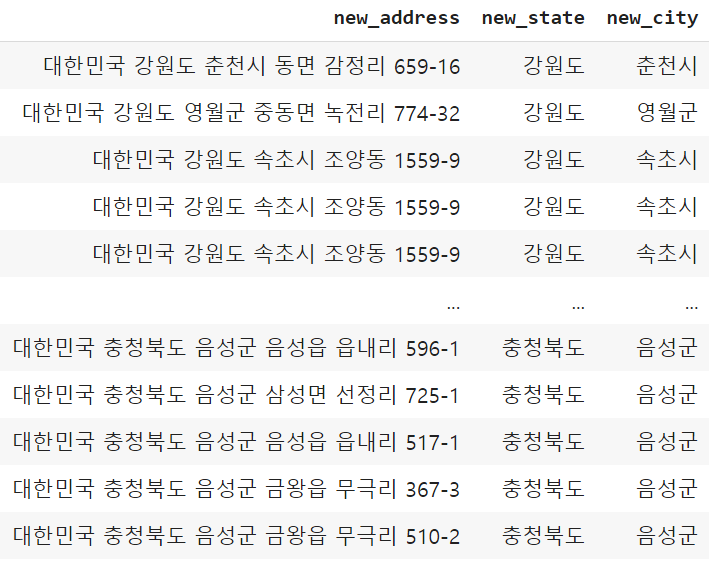 new_address new_state new_city
대한민국 강원도 춘천시 동면 감정리 659-16 강원도 춘천시
대한민국 강원도 영월군 중동면 녹전리 774-32 강원도 영월군
대한민국 강원도 속초시 조양동 1559-9 강원도 속초시
대한민국 강원도 속초시 조양동 1559-9 강원도 속초시
대한민국 강원도 속초시 조양동 1559-9 강원도 속초시
... ... ...
대한민국 충청북도 음성군 음성읍 읍내리 596-1 충청북도 음성군
대한민국 충청북도 음성군 삼성면 선정리 725-1 충청북도 음성군
대한민국 충청북도 음성군 음성읍 읍내리 517-1 충청북도 음성군
대한민국 충청북도 음성군 금왕읍 무극리 367-3 충청북도 음성군
대한민국 충청북도 음성군 금왕읍 무극리 510-2 충청북도 음성군